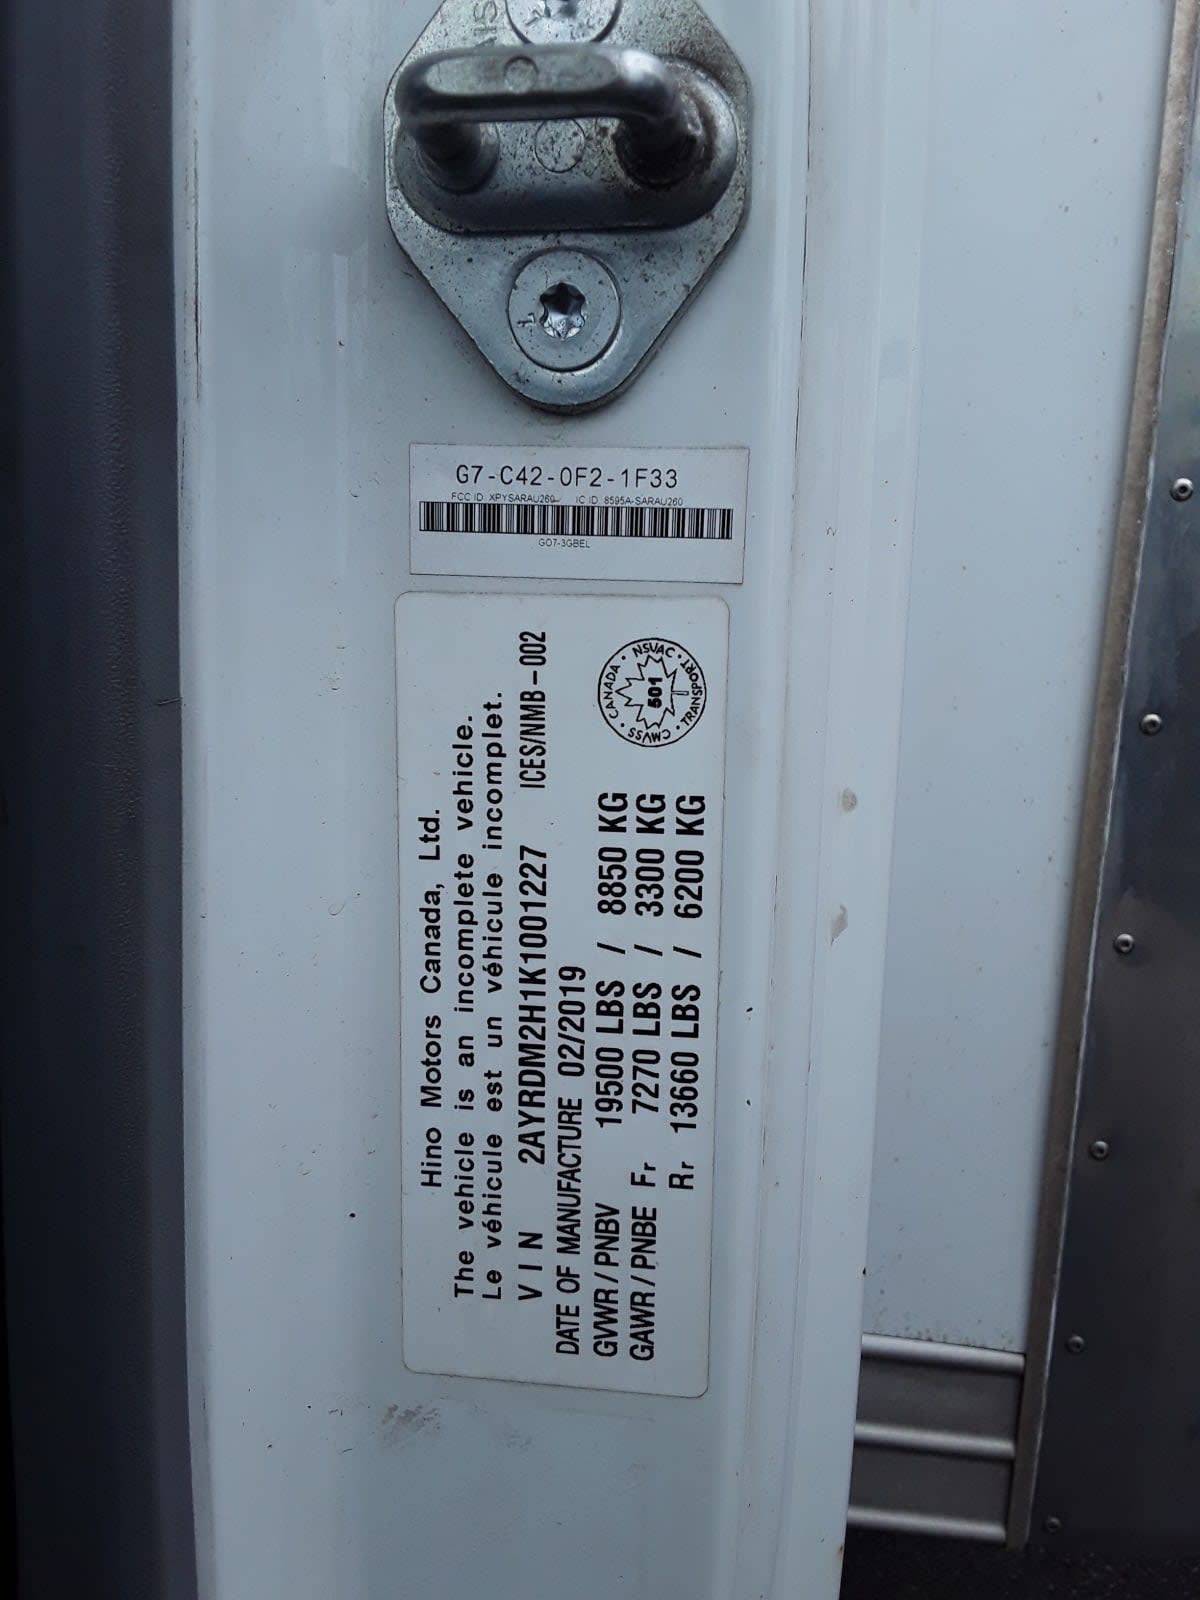 G7-C42-0F2-1F33
FCC ID XPYSARAU260 IC ID 8595A-SARAU260
GO7-3GBEL
Hino Motors Canada, Ltd.
The vehicle is an incomplete vehicle.
Le véhicule est un véhicule incomplet.
VIN 2AYRDM2H1K1001227 ICES/NMB-002
DATE OF MANUFACTURE 02/2019
GVWR/PNBV 19500 LBS / 8850 KG
GAWR/PNBE Fr 7270 LBS / 3300 KG
Rr 13660 LBS / 6200 KG
CANADA · NSVAC · TRANSPORT · CMVSS ·
501